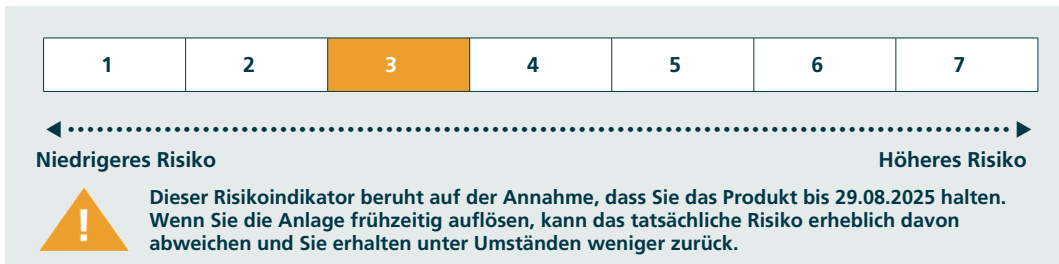 1 2 3 4 5 6 7
Niedrigeres Risiko Höheres Risiko
! Dieser Risikoindikator beruht auf der Annahme, dass Sie das Produkt bis 29.08.2025 halten.
Wenn Sie die Anlage frühzeitig auflösen, kann das tatsächliche Risiko erheblich davon
abweichen und Sie erhalten unter Umständen weniger zurück.